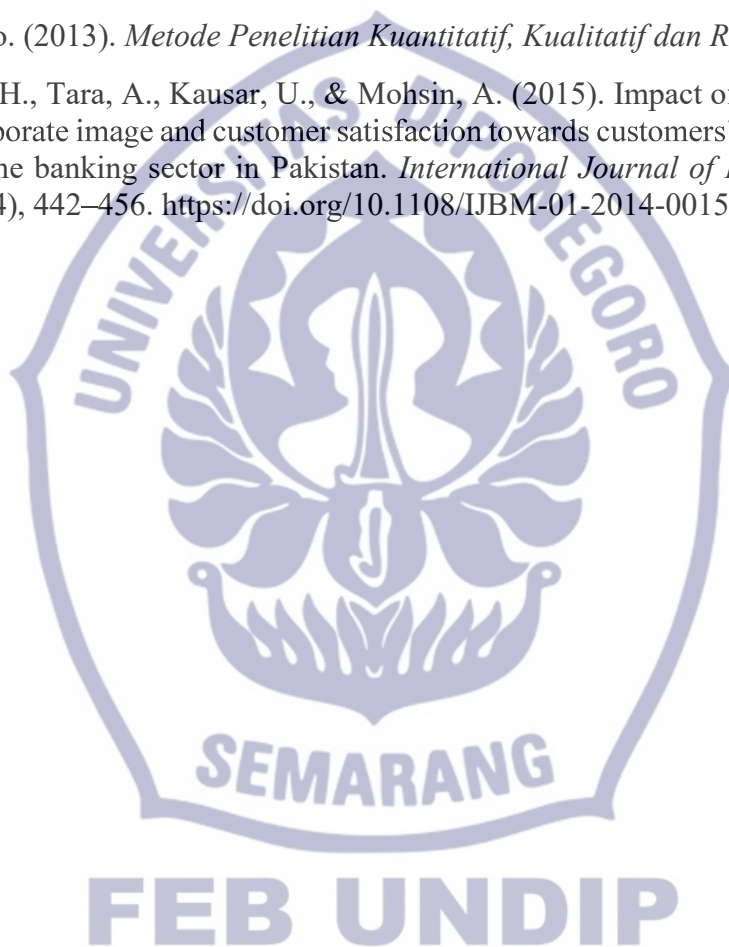 o. (2013). Metode Penelitian Kuantitatif, Kualitatif dan R
H., Tara, A., Kausar, U., & Mohsin, A. (2015). Impact of
porate image and customer satisfaction towards customers'
ne banking sector in Pakistan. International Journal of
4), 442–456. https://doi.org/10.1108/IJBM-01-2014-0015
UNIVERSITAS DIPONEGORO
SEMARANG
FEB UNDIP